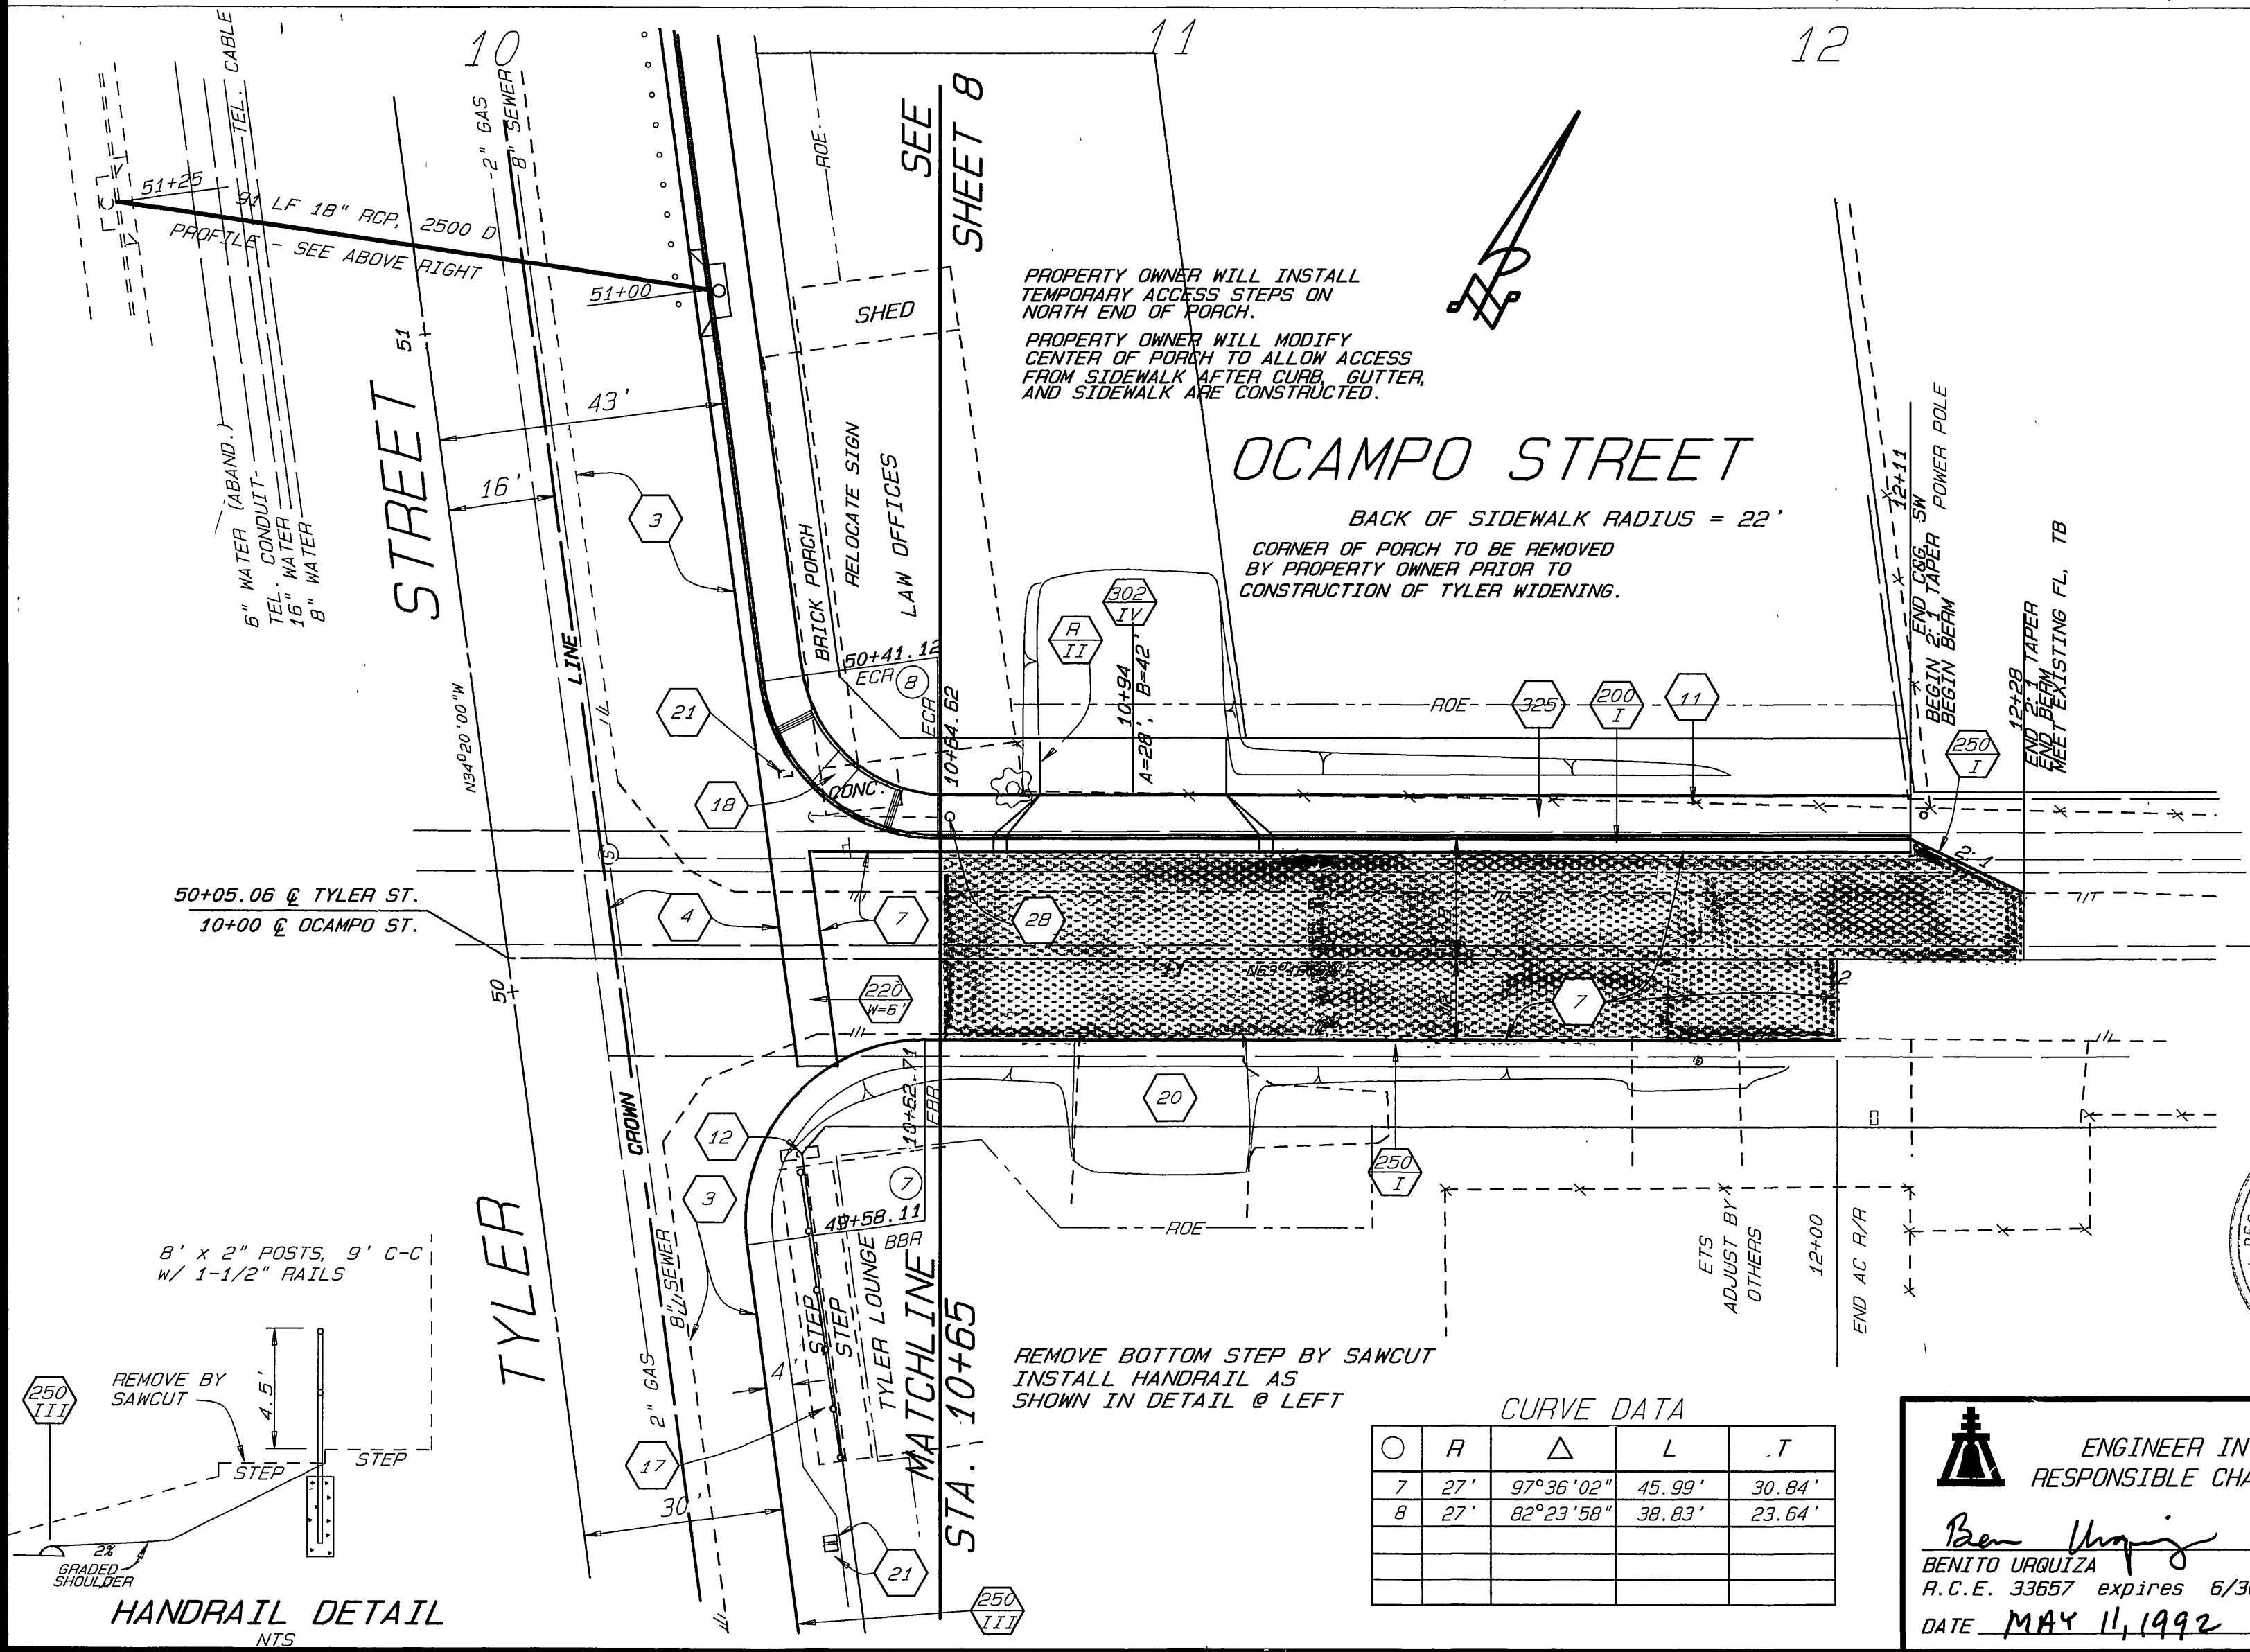 10
11
12
TEL. CABLE
2" GAS
8" SEWER
SEE
SHEET 8
ROE
51+25
91 LF 18" RCP, 2500 D
PROFILE - SEE ABOVE RIGHT
51+00
SHED
51
PROPERTY OWNER WILL INSTALL
TEMPORARY ACCESS STEPS ON
NORTH END OF PORCH.
PROPERTY OWNER WILL MODIFY
CENTER OF PORCH TO ALLOW ACCESS
FROM SIDEWALK AFTER CURB, GUTTER,
AND SIDEWALK ARE CONSTRUCTED.
43'
16'
STREET
6" WATER (ABAND.)
TEL. CONDUIT
16" WATER
8" WATER
3
RELOCATE SIGN
LAW OFFICES
BRICK PORCH
OCAMPO STREET
BACK OF SIDEWALK RADIUS = 22'
CORNER OF PORCH TO BE REMOVED
BY PROPERTY OWNER PRIOR TO
CONSTRUCTION OF TYLER WIDENING.
12+11
END C&G, SW
BEGIN 2:1 TAPER
BEGIN BERM
POWER POLE
12+28
END 2:1 TAPER
END BERM
MEET EXISTING FL, TB
302
IV
R
II
10+94
A=28', B=42'
50+41.12
ECR
8
ECR
10+64.62
N34°20'00"W
LINE
21
18
CONC.
ROE
325
200
I
11
250
I
2:1
S
50+05.06 ℄ TYLER ST.
10+00 ℄ OCAMPO ST.
4
7
28
50
220
W=6'
11
7
12
10+62.71
EBR
20
12
CROWN
3
7
49+58.11
BBR
ROE
250
I
ETS
ADJUST BY
OTHERS
12+00
END AC R/R
8" SEWER
2" GAS
TYLER
STEP
STEP
TYLER LOUNGE
MATCHLINE
STA. 10+65
4'
17
30'
21
250
III
REMOVE BOTTOM STEP BY SAWCUT
INSTALL HANDRAIL AS
SHOWN IN DETAIL @ LEFT
8' x 2" POSTS, 9' C-C
W/ 1-1/2" RAILS
250
III
REMOVE BY
SAWCUT
4.5'
STEP
STEP
2%
GRADED
SHOULDER
HANDRAIL DETAIL
NTS
CURVE DATA
R Δ L T
7 27' 97°36'02" 45.99' 30.84'
8 27' 82°23'58" 38.83' 23.64'
ENGINEER IN
RESPONSIBLE CHA
Ben Urquiza
BENITO URQUIZA
R.C.E. 33657 expires 6/3
DATE MAY 11, 1992